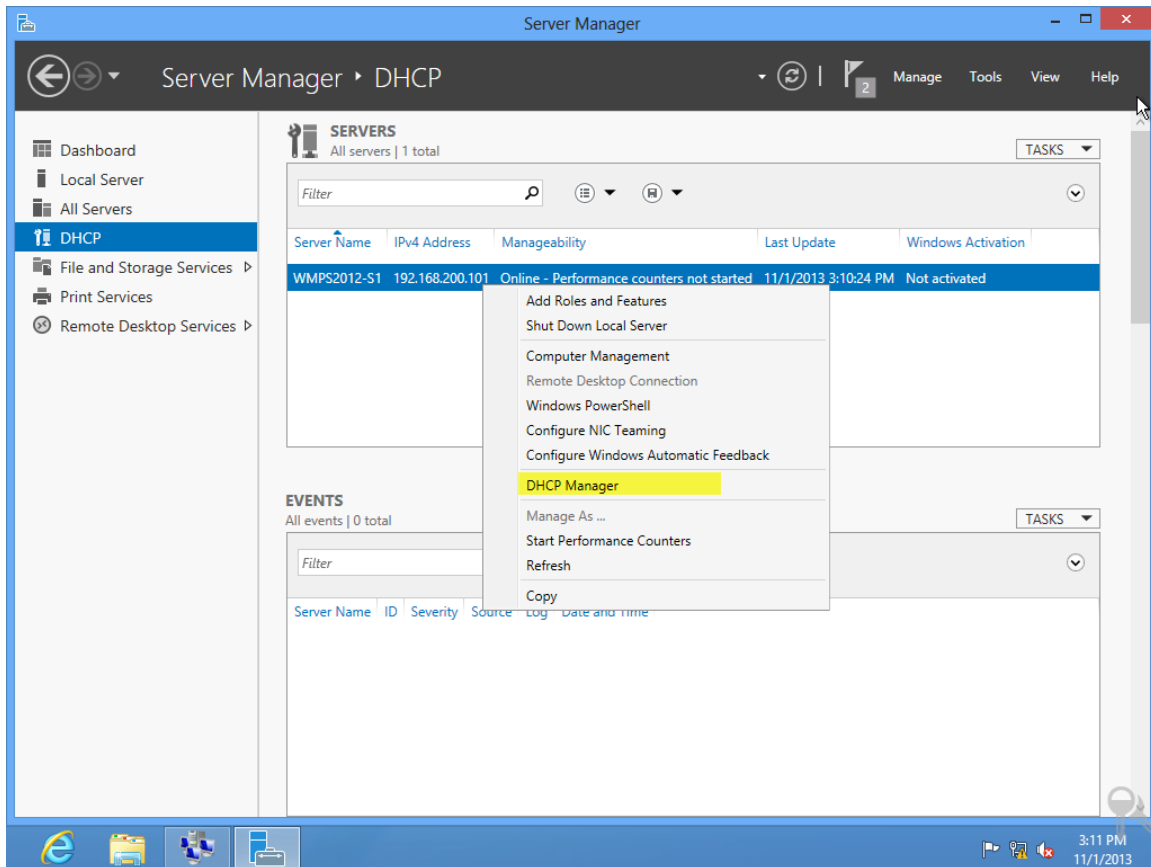 Server Manager
Server Manager ‣ DHCP
2
Manage Tools View Help
Dashboard
Local Server
All Servers
DHCP
File and Storage Services
Print Services
Remote Desktop Services
SERVERS
All servers | 1 total
TASKS
Filter
Server Name IPv4 Address Manageability Last Update Windows Activation
WMPS2012-S1 192.168.200.101 Online - Performance counters not started 11/1/2013 3:10:24 PM Not activated
Add Roles and Features
Shut Down Local Server
Computer Management
Remote Desktop Connection
Windows PowerShell
Configure NIC Teaming
Configure Windows Automatic Feedback
DHCP Manager
Manage As ...
Start Performance Counters
Refresh
Copy
EVENTS
All events | 0 total
TASKS
Filter
Server Name ID Severity Source Log Date and Time
3:11 PM
11/1/2013